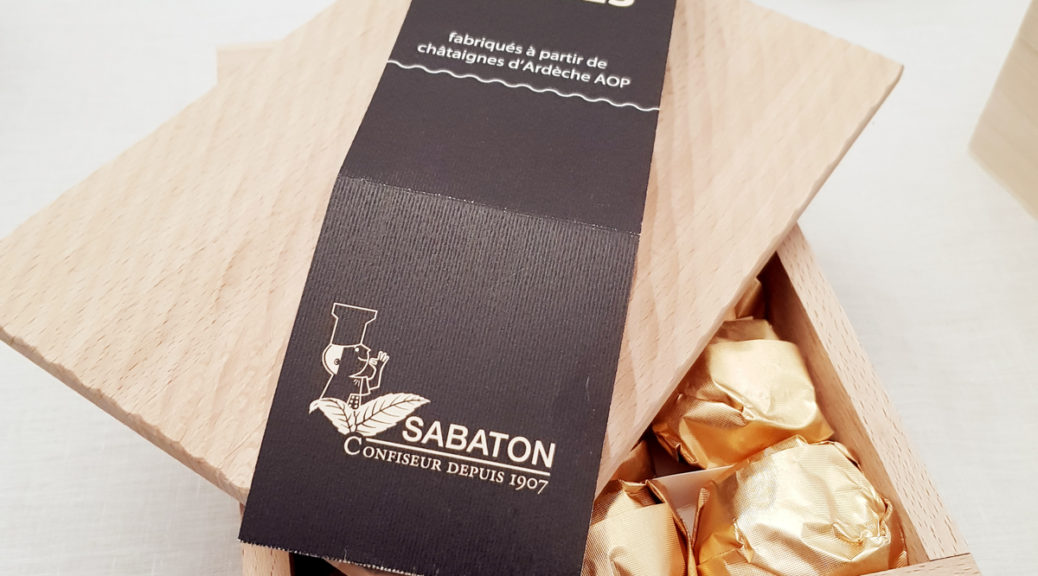 fabriqués à partir de
châtaignes d'Ardèche AOP
SABATON
CONFISEUR DEPUIS 1907